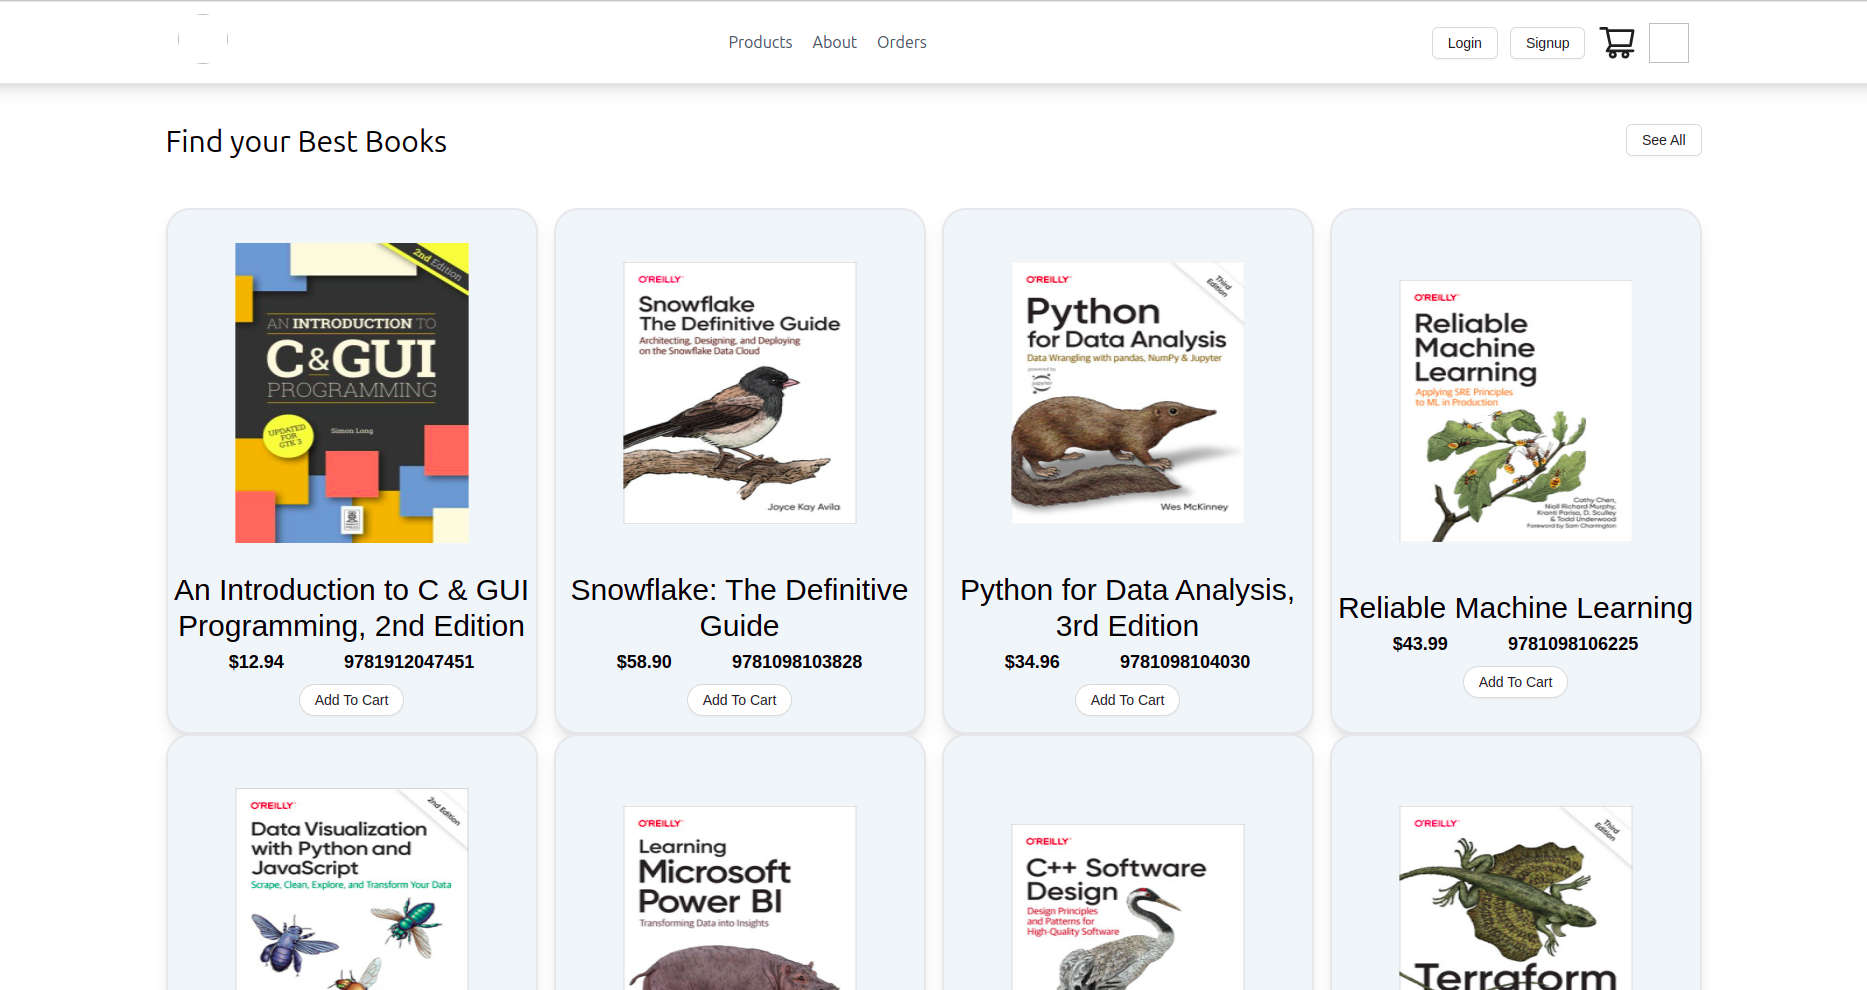 Products About Orders
Login Signup
Find your Best Books
See All
2nd Edition
AN INTRODUCTION TO
C & GUI
PROGRAMMING
UPDATED
FOR
GTK 3
Simon Long
O'REILLY
Snowflake
The Definitive Guide
Architecting, Designing, and Deploying
on the Snowflake Data Cloud
Joyce Kay Avila
O'REILLY
Third
Edition
Python
for Data Analysis
Data Wrangling with pandas, NumPy & Jupyter
powered by
jupyter
Wes McKinney
O'REILLY
Reliable
Machine
Learning
Applying SRE Principles
to ML in Production
Cathy Chen,
Niall Richard Murphy,
Kranti Parisa, D. Sculley
& Todd Underwood
Foreword by Sam Charrington
An Introduction to C & GUI
Programming, 2nd Edition
$12.94 9781912047451
Add To Cart
Snowflake: The Definitive
Guide
$58.90 9781098103828
Add To Cart
Python for Data Analysis,
3rd Edition
$34.96 9781098104030
Add To Cart
Reliable Machine Learning
$43.99 9781098106225
Add To Cart
O'REILLY
2nd Edition
Data Visualization
with Python and
JavaScript
Scrape, Clean, Explore, and Transform Your Data
O'REILLY
Learning
Microsoft
Power BI
Transforming Data into Insights
O'REILLY
C++ Software
Design
Design Principles
and Patterns for
High-Quality Software
O'REILLY
Third
Edition
Terraform